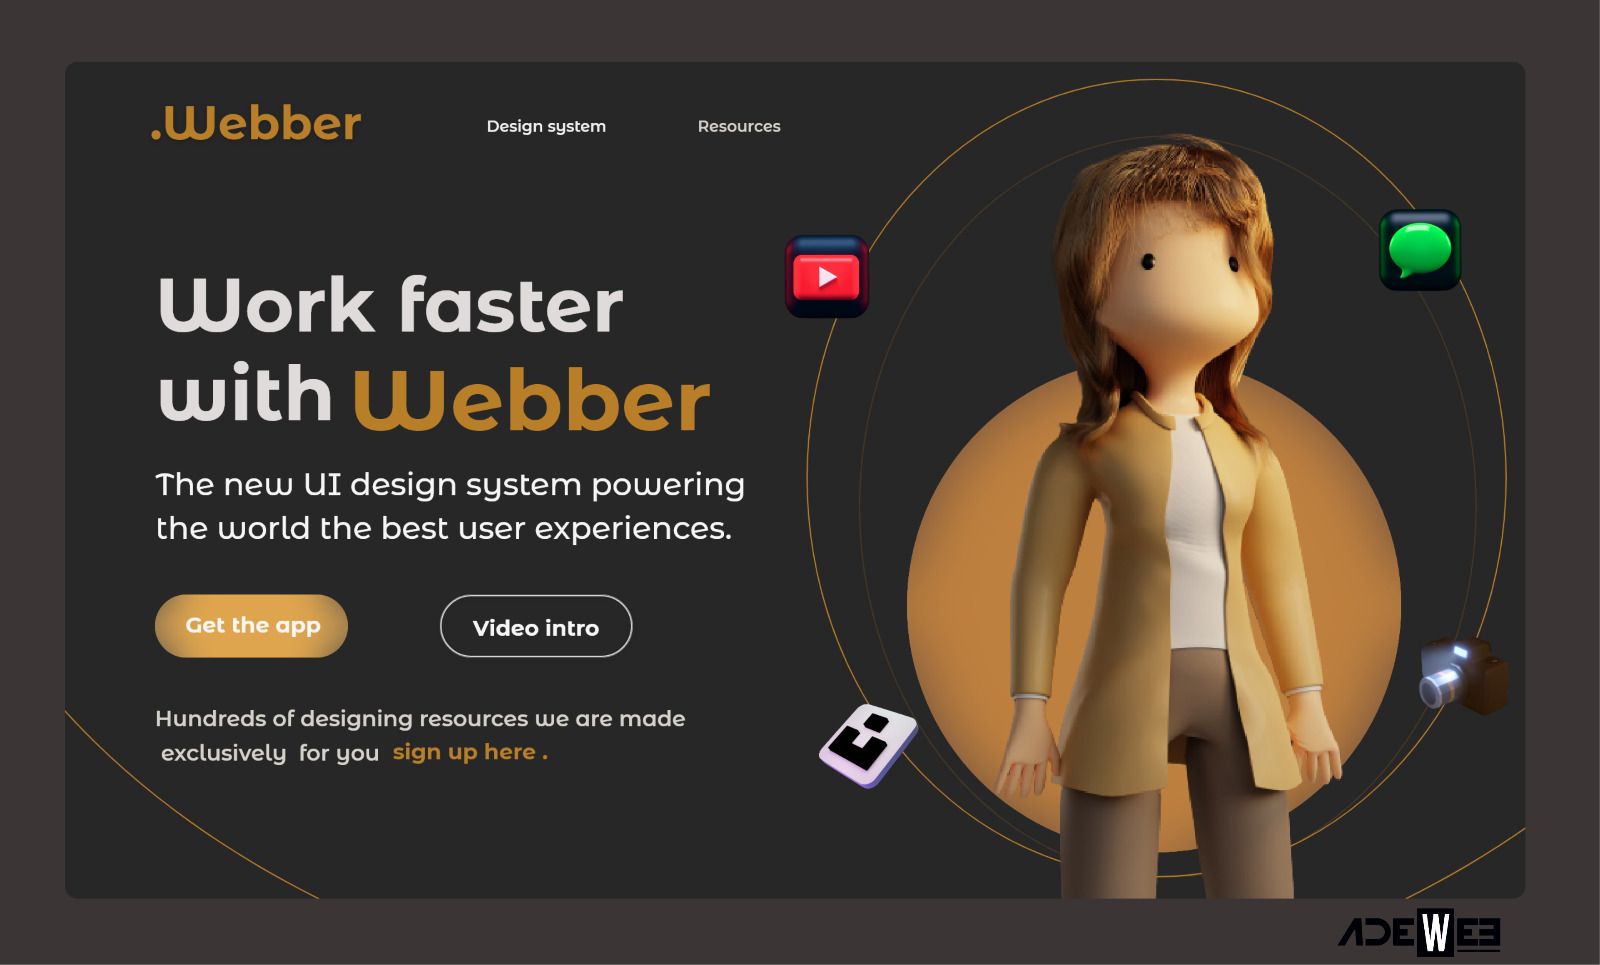 .Webber
Design system
Resources
Work faster
with Webber
The new UI design system powering
the world the best user experiences.
Get the app
Video intro
Hundreds of designing resources we are made
exclusively for you sign up here .
ADEWEB